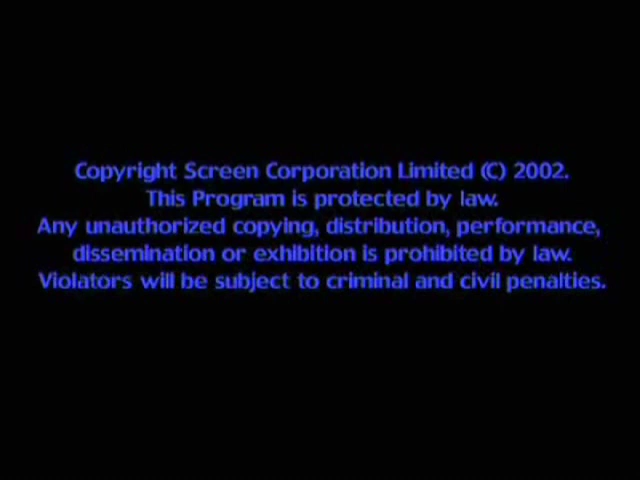 Copyright Screen Corporation Limited (C) 2002.
This Program is protected by law.
Any unauthorized copying, distribution, performance,
dissemination or exhibition is prohibited by law.
Violators will be subject to criminal and civil penalties.